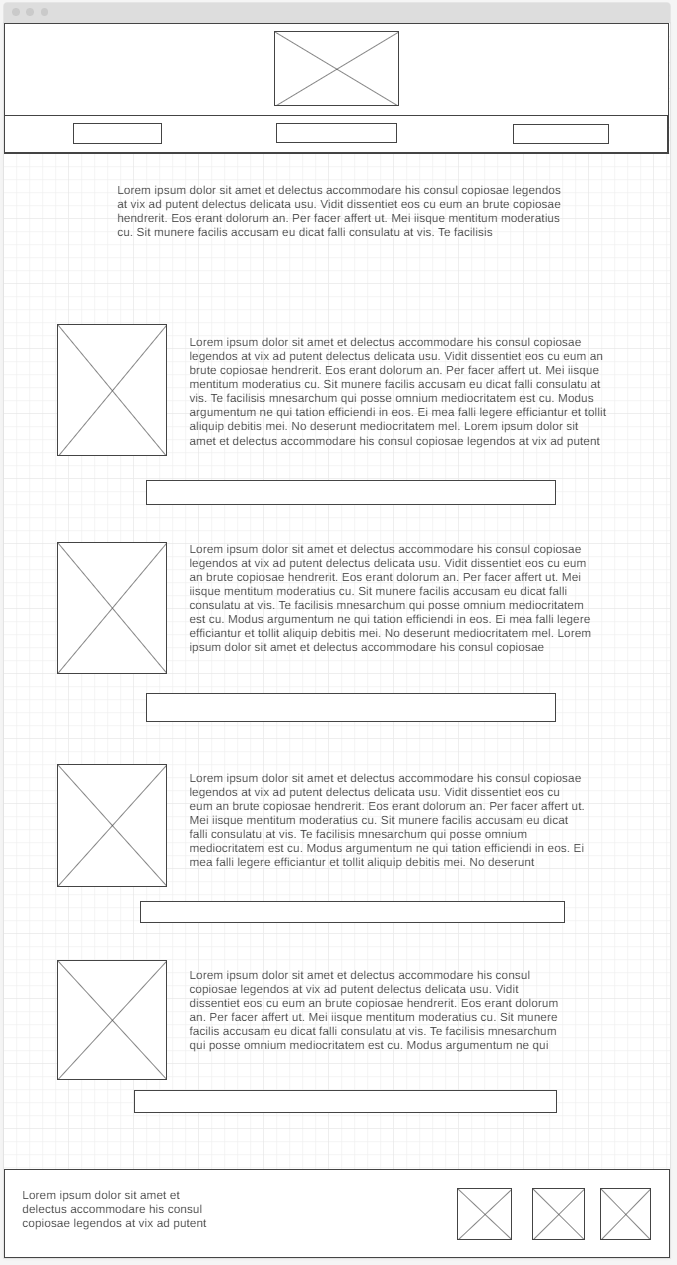 Lorem ipsum dolor sit amet et delectus accommodare his consul copiosae legendos
at vix ad putent delectus delicata usu. Vidit dissentiet eos cu eum an brute copiosae
hendrerit. Eos erant dolorum an. Per facer affert ut. Mei iisque mentitum moderatius
cu. Sit munere facilis accusam eu dicat falli consulatu at vis. Te facilisis
Lorem ipsum dolor sit amet et delectus accommodare his consul copiosae
legendos at vix ad putent delectus delicata usu. Vidit dissentiet eos cu eum an
brute copiosae hendrerit. Eos erant dolorum an. Per facer affert ut. Mei iisque
mentitum moderatius cu. Sit munere facilis accusam eu dicat falli consulatu at
vis. Te facilisis mnesarchum qui posse omnium mediocritatem est cu. Modus
argumentum ne qui tation efficiendi in eos. Ei mea falli legere efficiantur et tollit
aliquip debitis mei. No deserunt mediocritatem mel. Lorem ipsum dolor sit
amet et delectus accommodare his consul copiosae legendos at vix ad putent
Lorem ipsum dolor sit amet et delectus accommodare his consul copiosae
legendos at vix ad putent delectus delicata usu. Vidit dissentiet eos cu eum
an brute copiosae hendrerit. Eos erant dolorum an. Per facer affert ut. Mei
iisque mentitum moderatius cu. Sit munere facilis accusam eu dicat falli
consulatu at vis. Te facilisis mnesarchum qui posse omnium mediocritatem
est cu. Modus argumentum ne qui tation efficiendi in eos. Ei mea falli legere
efficiantur et tollit aliquip debitis mei. No deserunt mediocritatem mel. Lorem
ipsum dolor sit amet et delectus accommodare his consul copiosae
Lorem ipsum dolor sit amet et delectus accommodare his consul copiosae
legendos at vix ad putent delectus delicata usu. Vidit dissentiet eos cu
eum an brute copiosae hendrerit. Eos erant dolorum an. Per facer affert ut.
Mei iisque mentitum moderatius cu. Sit munere facilis accusam eu dicat
falli consulatu at vis. Te facilisis mnesarchum qui posse omnium
mediocritatem est cu. Modus argumentum ne qui tation efficiendi in eos. Ei
mea falli legere efficiantur et tollit aliquip debitis mei. No deserunt
Lorem ipsum dolor sit amet et delectus accommodare his consul
copiosae legendos at vix ad putent delectus delicata usu. Vidit
dissentiet eos cu eum an brute copiosae hendrerit. Eos erant dolorum
an. Per facer affert ut. Mei iisque mentitum moderatius cu. Sit munere
facilis accusam eu dicat falli consulatu at vis. Te facilisis mnesarchum
qui posse omnium mediocritatem est cu. Modus argumentum ne qui
Lorem ipsum dolor sit amet et
delectus accommodare his consul
copiosae legendos at vix ad putent